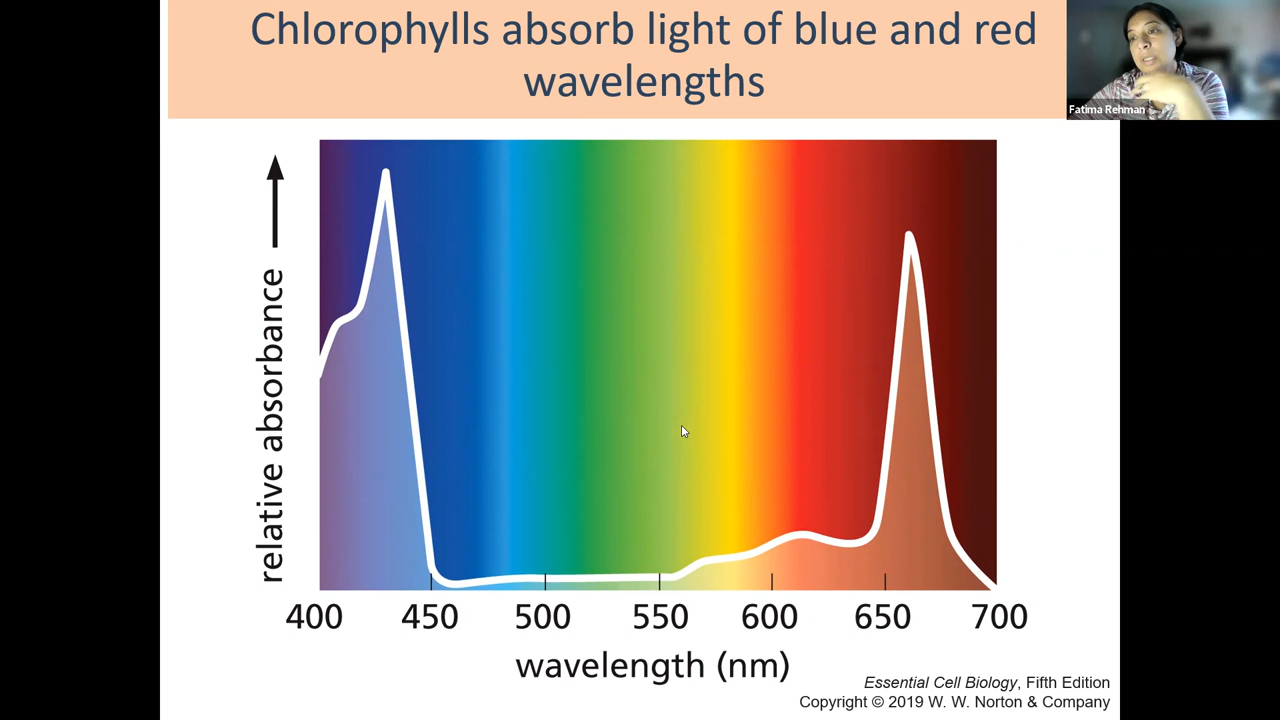 Chlorophylls absorb light of blue and red
wavelengths
Fatima Rehman
relative absorbance
400 450 500 550 600 650 700
wavelength (nm)
Essential Cell Biology, Fifth Edition
Copyright © 2019 W. W. Norton & Company